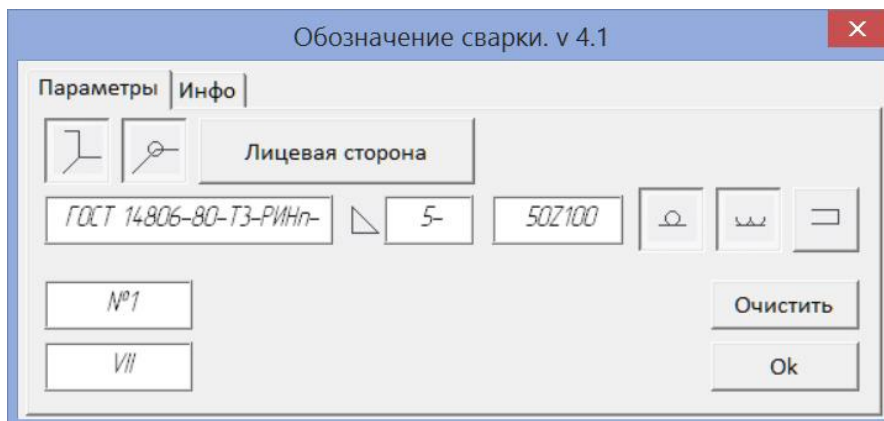 Обозначение сварки. v 4.1
Параметры Инфо
Лицевая сторона
ГОСТ 14806-80-Т3-РИНп- 5- 50Z100
№1
Очистить
VII
Ok